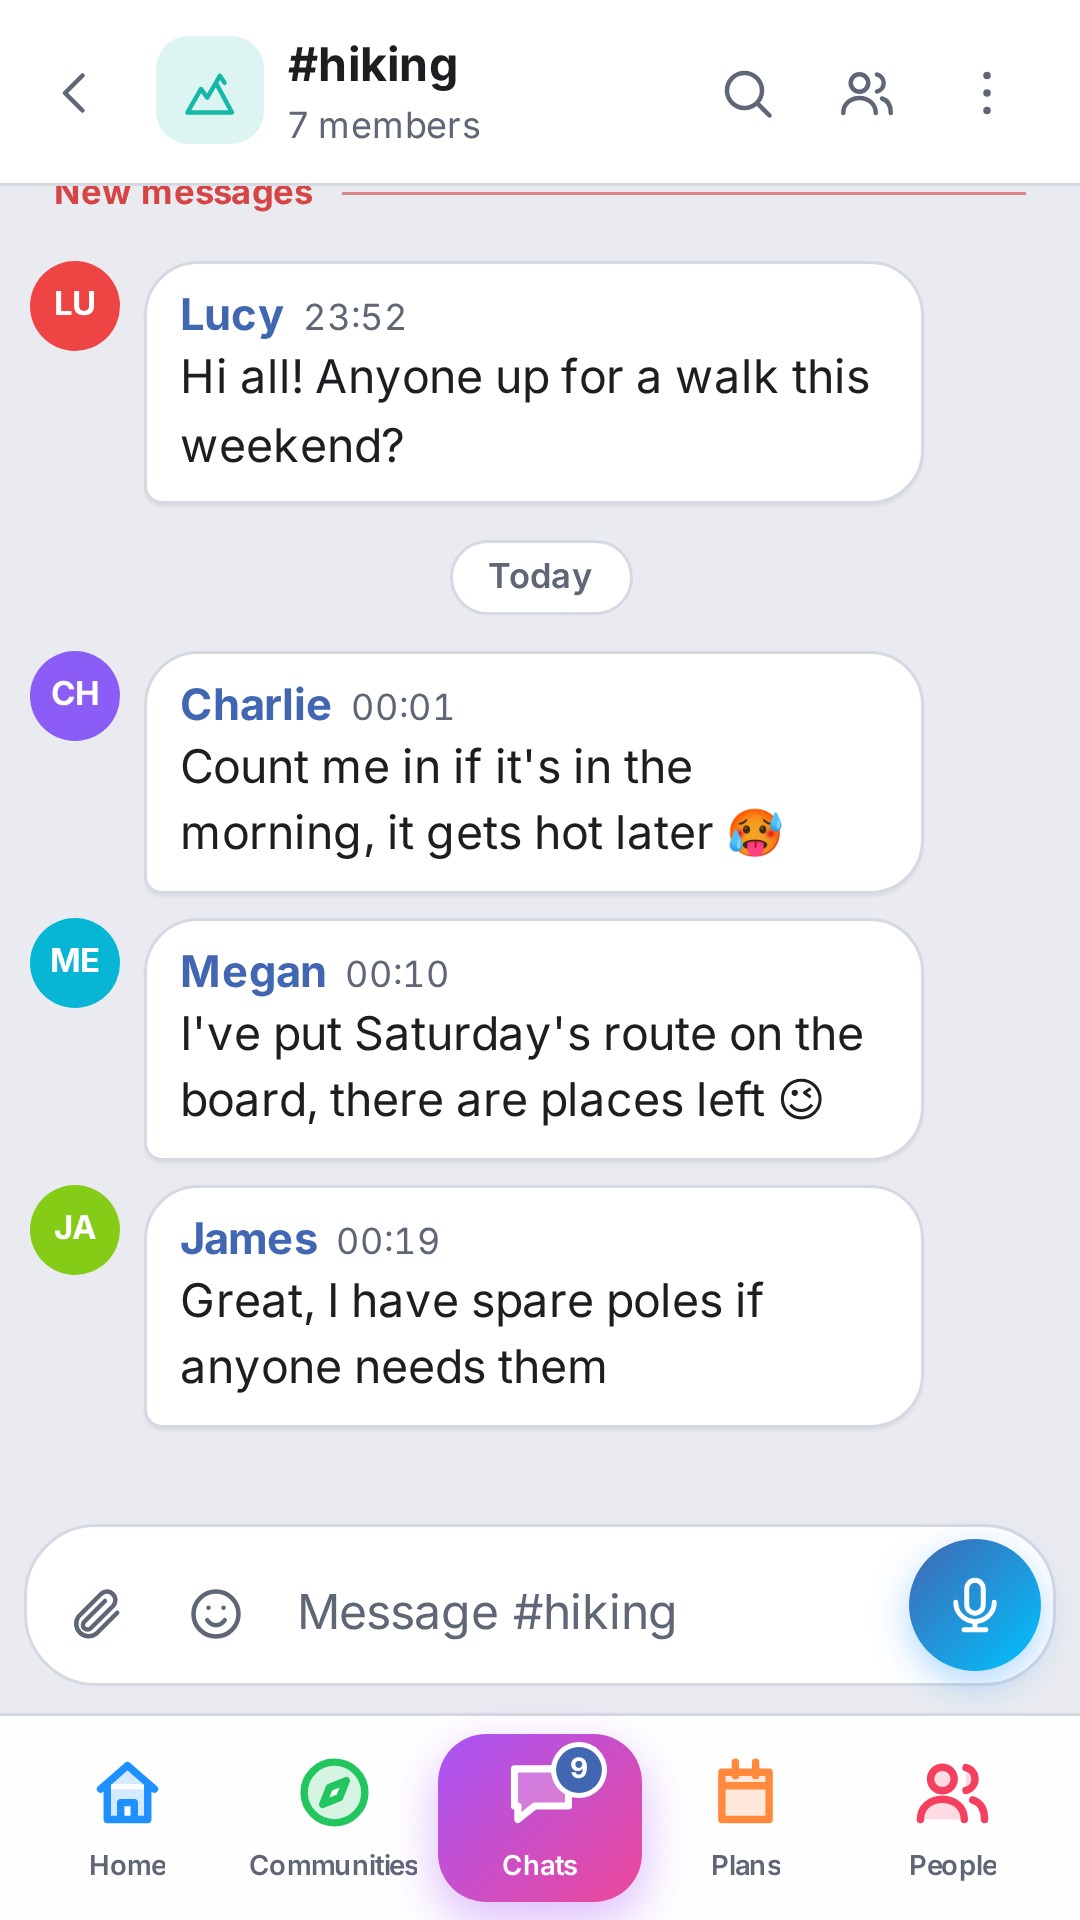 #hiking
7 members
New messages
LU
Lucy 23:52
Hi all! Anyone up for a walk this
weekend?
Today
CH
Charlie 00:01
Count me in if it's in the
morning, it gets hot later 🥵
ME
Megan 00:10
I've put Saturday's route on the
board, there are places left 😉
JA
James 00:19
Great, I have spare poles if
anyone needs them
Message #hiking
9
Home Communities Chats Plans People